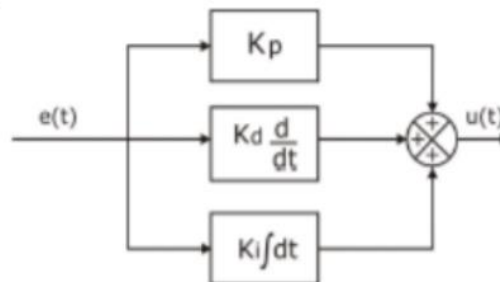 Kp
e(t)
Kd d/dt
+
+
+
u(t)
Ki∫dt